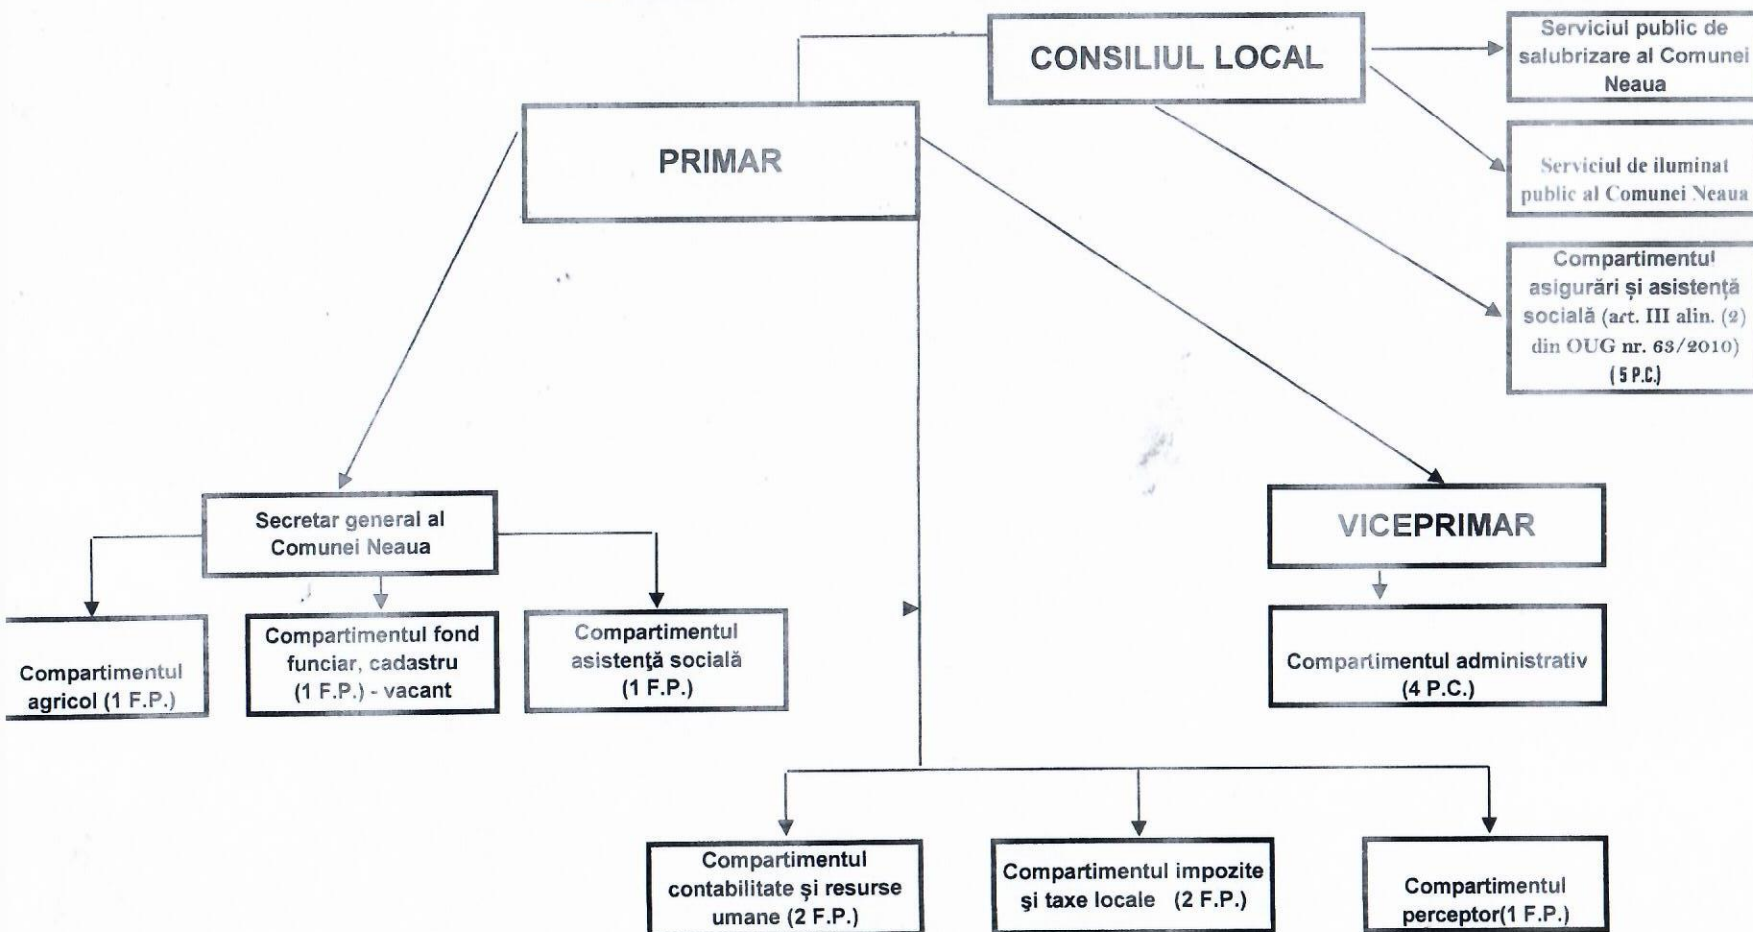 CONSILIUL LOCAL
Serviciul public de
salubrizare al Comunei
Neaua
PRIMAR
Serviciul de iluminat
public al Comunei Neaua
Compartimentul
asigurări și asistență
socială (art. III alin. (2)
din OUG nr. 63/2010)
( 5 P.C.)
Secretar general al
Comunei Neaua
VICEPRIMAR
Compartimentul
agricol (1 F.P.)
Compartimentul fond
funciar, cadastru
(1 F.P.) - vacant
Compartimentul
asistenţă socială
(1 F.P.)
Compartimentul administrativ
(4 P.C.)
Compartimentul
contabilitate şi resurse
umane (2 F.P.)
Compartimentul impozite
şi taxe locale (2 F.P.)
Compartimentul
perceptor(1 F.P.)